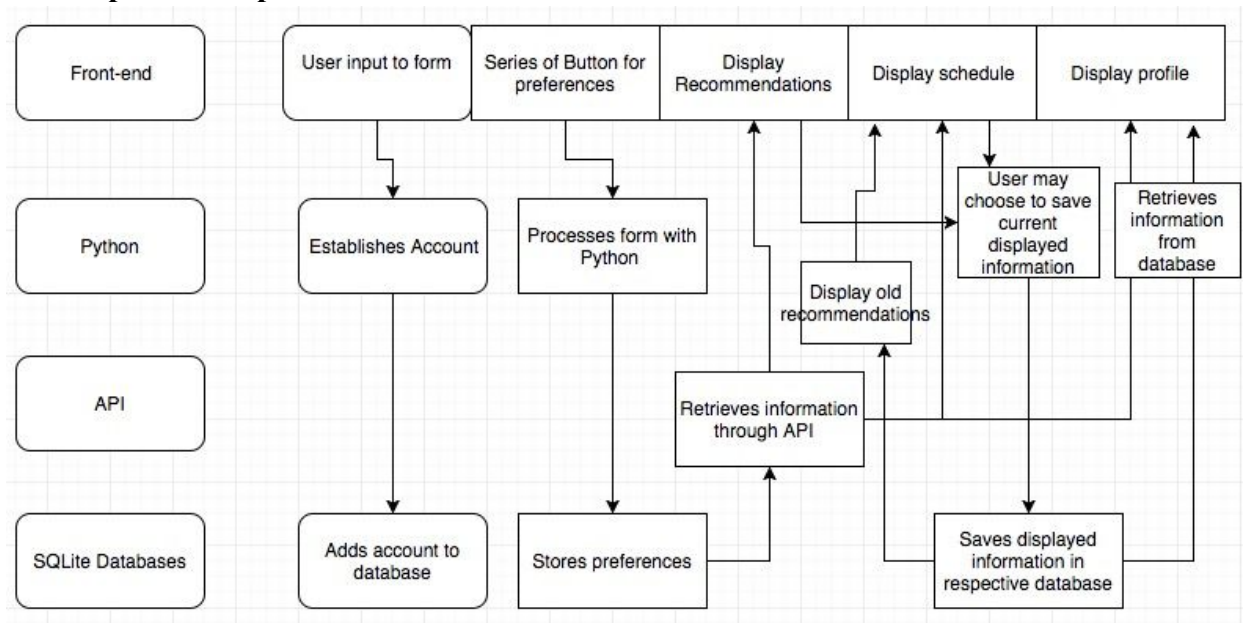 Front-end
User input to form
Series of Button for
preferences
Display
Recommendations
Display schedule
Display profile
Python
Establishes Account
Processes form with
Python
User may
choose to save
current
displayed
information
Retrieves
information
from
database
Display old
recommendations
API
Retrieves information
through API
SQLite Databases
Adds account to
database
Stores preferences
Saves displayed
information in
respective database